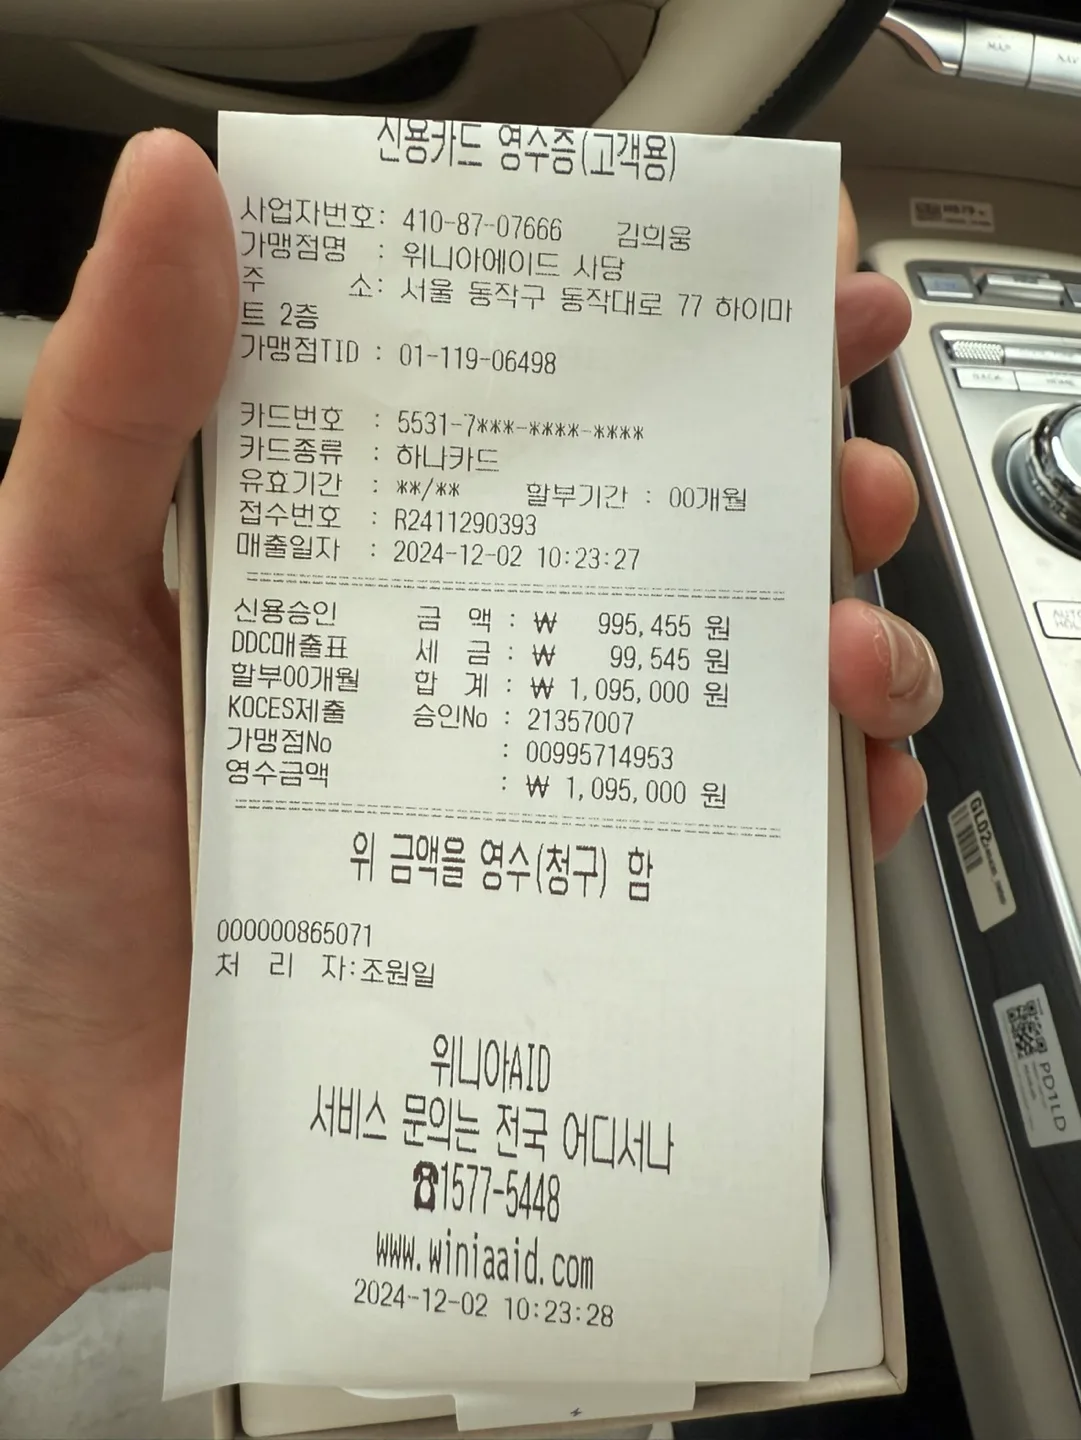 신용카드 영수증(고객용)
사업자번호: 410-87-07666 김희웅
가맹점명 : 위니아에이드 사당
주 소: 서울 동작구 동작대로 77 하이마
트 2층
가맹점TID : 01-119-06498
카드번호 : 5531-7***-****-****
카드종류 : 하나카드
유효기간 : **/** 할부기간 : 00개월
접수번호 : R2411290393
매출일자 : 2024-12-02 10:23:27
신용승인 금 액 : ₩ 995,455 원
DDC매출표 세 금 : ₩ 99,545 원
할부00개월 합 계 : ₩ 1,095,000 원
KOCES제출 승인No : 21357007
가맹점No : 00995714953
영수금액 : ₩ 1,095,000 원
위 금액을 영수(청구) 함
000000865071
처 리 자:조원일
위니아AID
서비스 문의는 전국 어디서나
☎1577-5448
www.winiaaid.com
2024-12-02 10:23:28
MAP
NAV
BACK
HOME
AUTO
HOLD
GL02
PD1LD